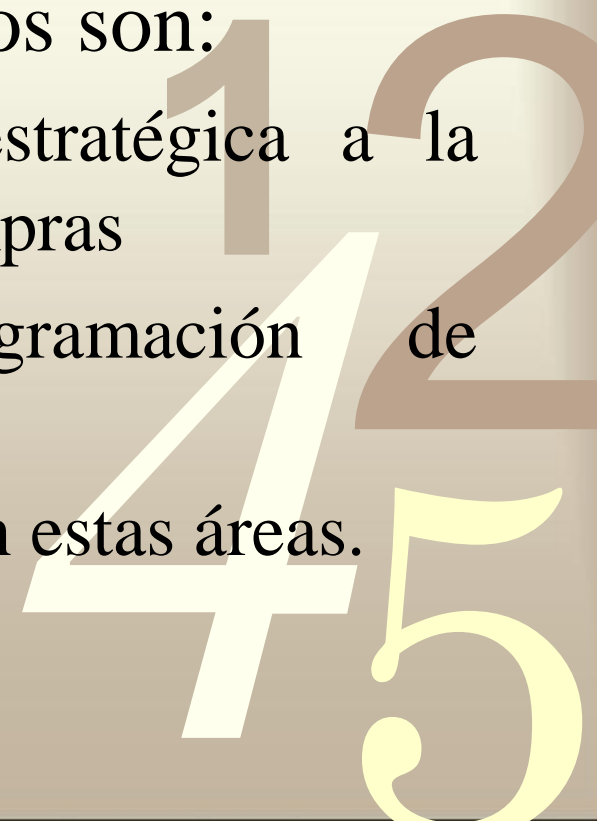 os son:
estratégica a la
pras
gramación de
n estas áreas.
1 2
4
5